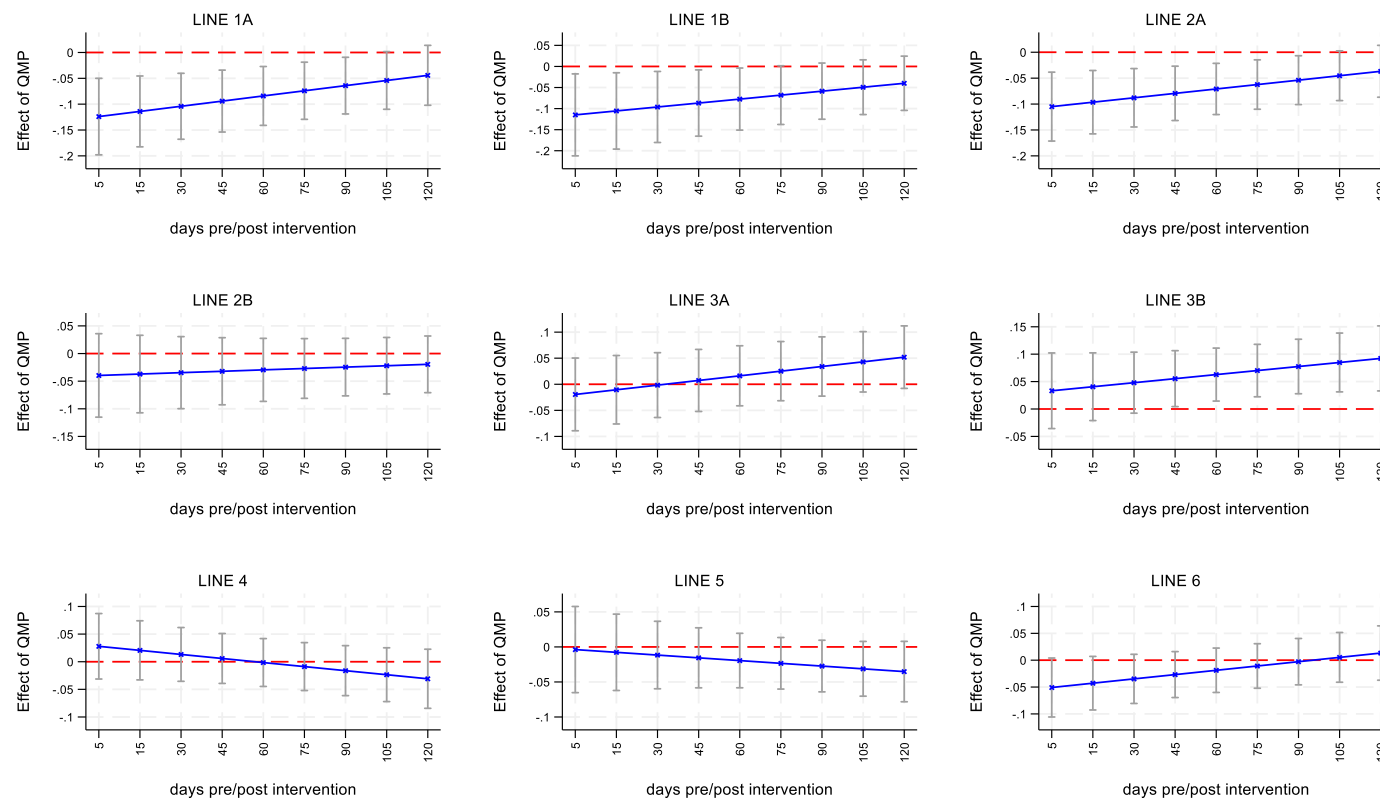 LINE 1A
Effect of QMP
0
-.05
-.1
-.15
-.2
5 15 30 45 60 75 90 105 120
days pre/post intervention
LINE 1B
Effect of QMP
.05
0
-.05
-.1
-.15
-.2
5 15 30 45 60 75 90 105 120
days pre/post intervention
LINE 2A
Effect of QMP
0
-.05
-.1
-.15
-.2
5 15 30 45 60 75 90 105 120
days pre/post intervention
LINE 2B
Effect of QMP
.05
0
-.05
-.1
-.15
5 15 30 45 60 75 90 105 120
days pre/post intervention
LINE 3A
Effect of QMP
.1
.05
0
-.05
-.1
5 15 30 45 60 75 90 105 120
days pre/post intervention
LINE 3B
Effect of QMP
.15
.1
.05
0
-.05
5 15 30 45 60 75 90 105 120
days pre/post intervention
LINE 4
Effect of QMP
.1
.05
0
-.05
-.1
5 15 30 45 60 75 90 105 120
days pre/post intervention
LINE 5
Effect of QMP
.05
0
-.05
-.1
5 15 30 45 60 75 90 105 120
days pre/post intervention
LINE 6
Effect of QMP
.1
.05
0
-.05
-.1
5 15 30 45 60 75 90 105 120
days pre/post intervention